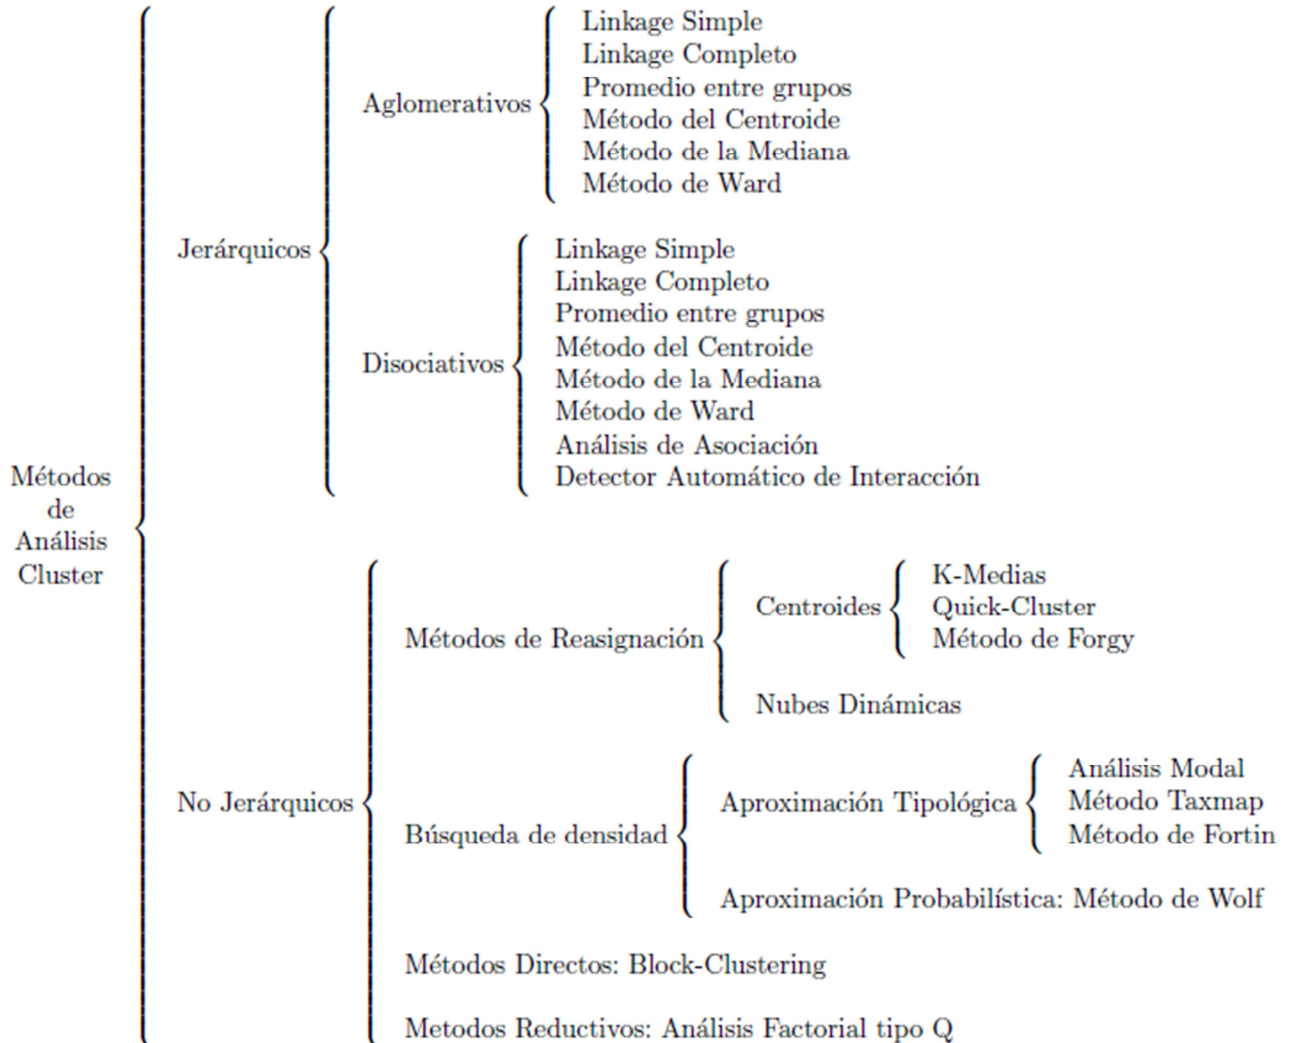 Métodos
de
Análisis
Cluster
Jerárquicos
Aglomerativos
Linkage Simple
Linkage Completo
Promedio entre grupos
Método del Centroide
Método de la Mediana
Método de Ward
Disociativos
Linkage Simple
Linkage Completo
Promedio entre grupos
Método del Centroide
Método de la Mediana
Método de Ward
Análisis de Asociación
Detector Automático de Interacción
No Jerárquicos
Métodos de Reasignación
Centroides
K-Medias
Quick-Cluster
Método de Forgy
Nubes Dinámicas
Búsqueda de densidad
Aproximación Tipológica
Análisis Modal
Método Taxmap
Método de Fortin
Aproximación Probabilística: Método de Wolf
Métodos Directos: Block-Clustering
Metodos Reductivos: Análisis Factorial tipo Q